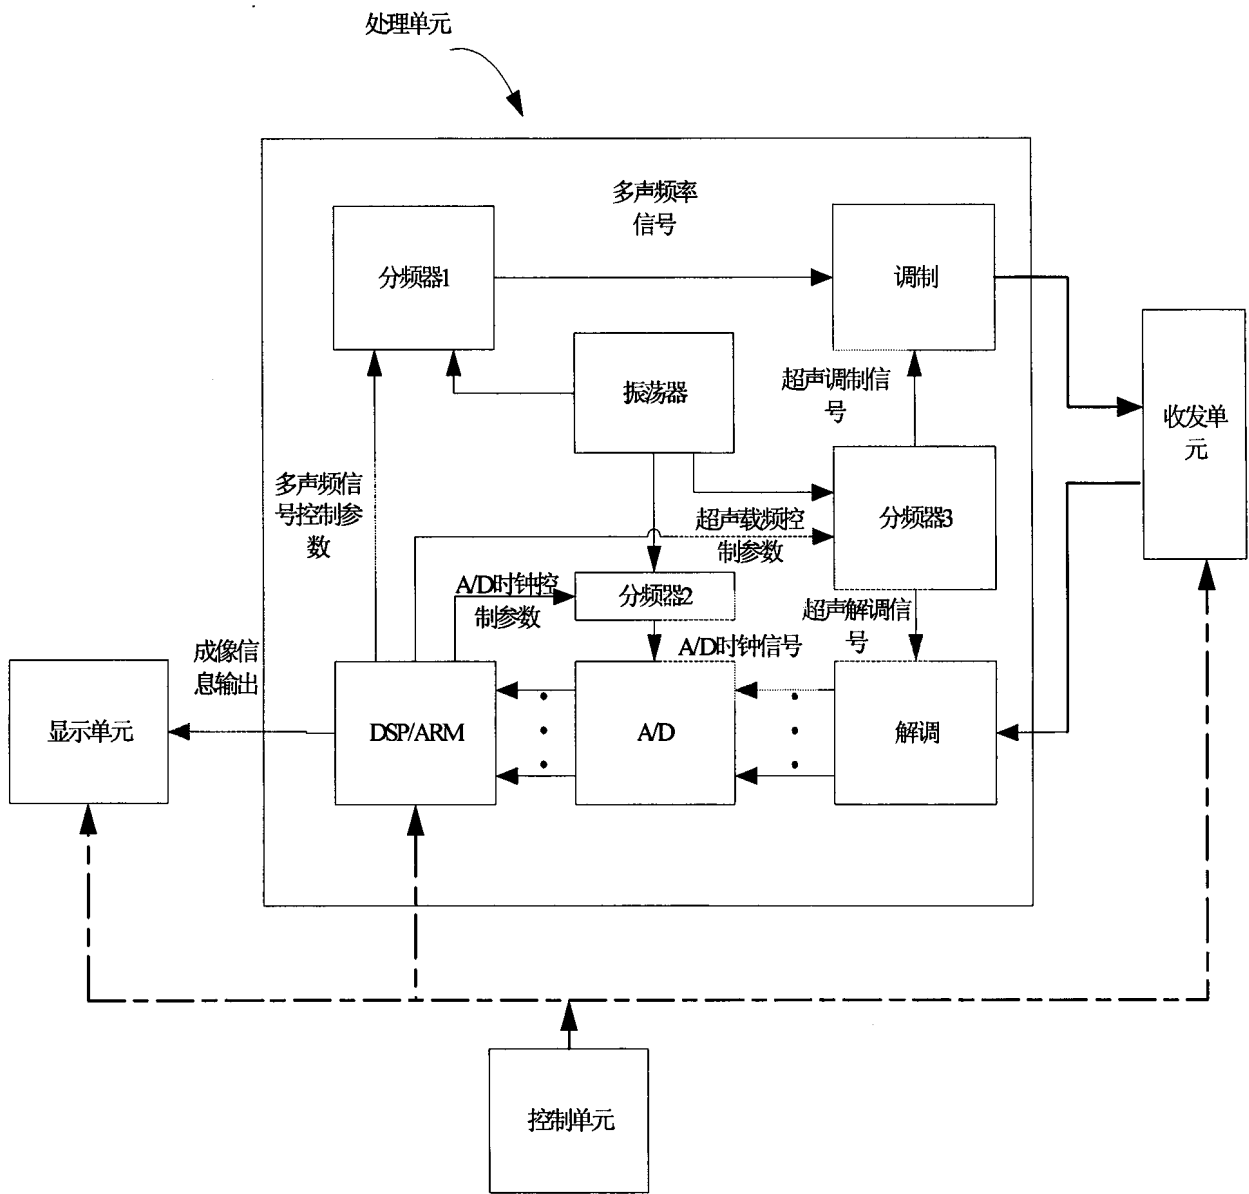 处理单元
多声频率
信号
分频器1
调制
振荡器
超声调制信
号
收发单
元
多声频信
号控制参
数
超声载频控
制参数
分频器3
A/D时钟控
制参数
分频器2
超声解调信
号
成像信
息输出
A/D时钟信号
显示单元
DSP/ARM
A/D
解调
控制单元